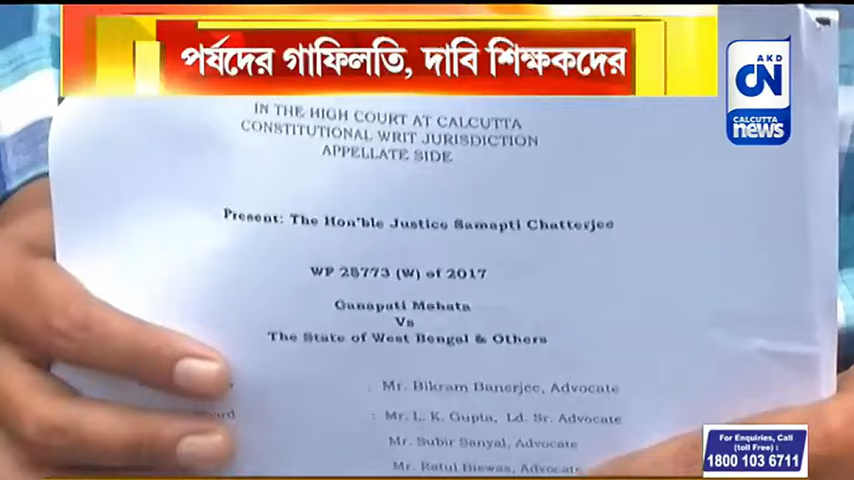 পর্ষদের গাফিলতি, দাবি শিক্ষকদের
AKD
CN
CALCUTTA
news
IN THE HIGH COURT AT CALCUTTA
CONSTITUTIONAL WRIT JURISDICTION
APPELLATE SIDE
Present: The Hon'ble Justice Samapti Chatterjee
WP 28773 (W) of 2017
Ganapati Mahata
Vs
The State of West Bengal & Others
: Mr. Bikram Banerjee, Advocate
: Mr. L. K. Gupta, Ld. Sr. Advocate
Mr. Subir Sanyal, Advocate
Mr. Ratul Biswas, Advocate
For Enquiries, Call
(toll Free) :
1800 103 6711